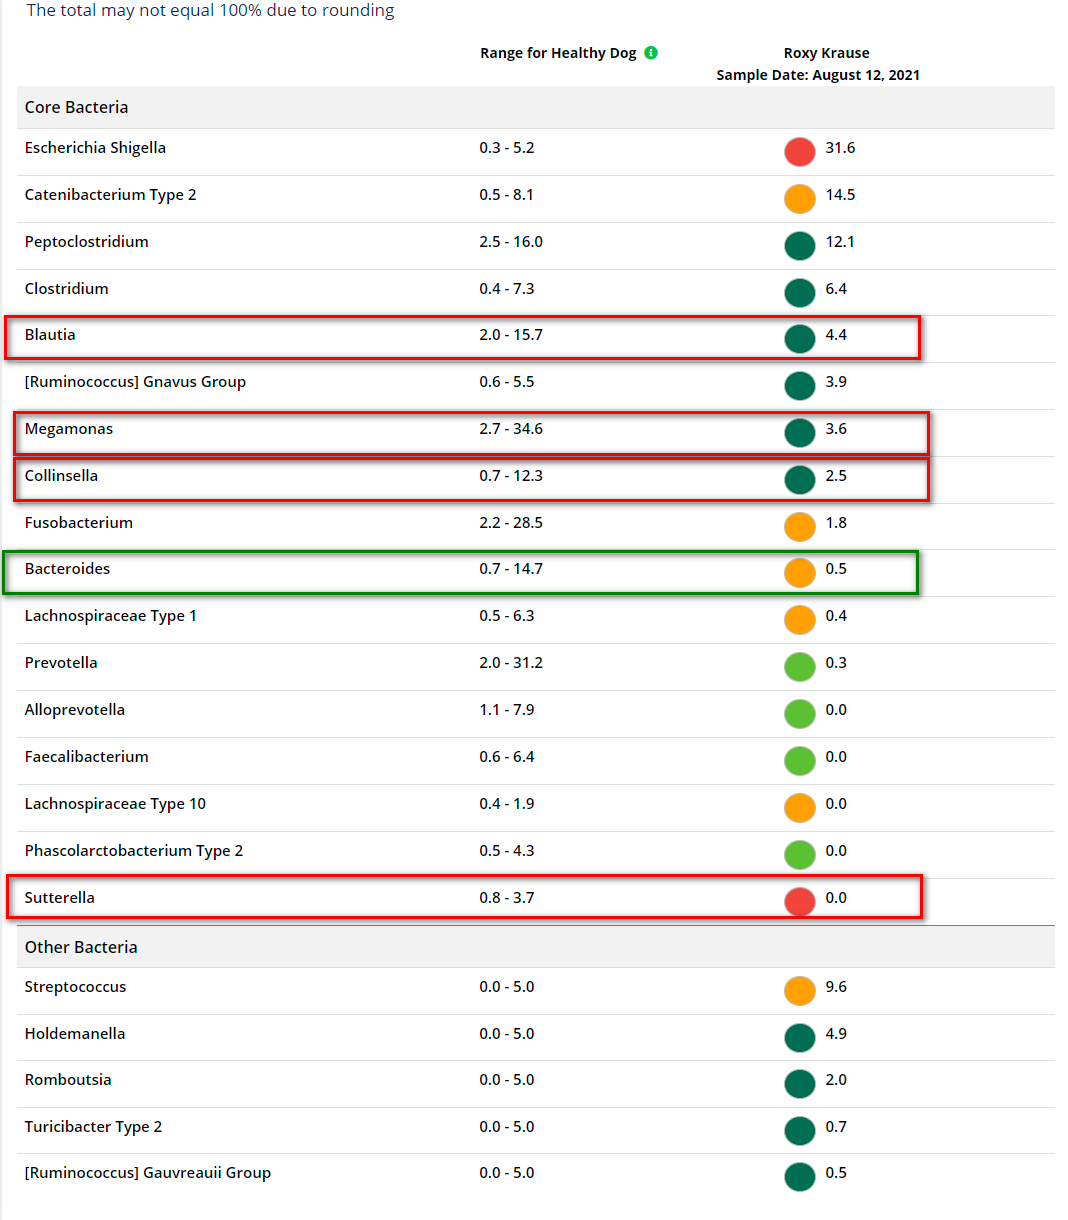 The total may not equal 100% due to rounding
Range for Healthy Dog Roxy Krause
Sample Date: August 12, 2021
Core Bacteria
Escherichia Shigella 0.3 - 5.2 31.6
Catenibacterium Type 2 0.5 - 8.1 14.5
Peptoclostridium 2.5 - 16.0 12.1
Clostridium 0.4 - 7.3 6.4
Blautia 2.0 - 15.7 4.4
[Ruminococcus] Gnavus Group 0.6 - 5.5 3.9
Megamonas 2.7 - 34.6 3.6
Collinsella 0.7 - 12.3 2.5
Fusobacterium 2.2 - 28.5 1.8
Bacteroides 0.7 - 14.7 0.5
Lachnospiraceae Type 1 0.5 - 6.3 0.4
Prevotella 2.0 - 31.2 0.3
Alloprevotella 1.1 - 7.9 0.0
Faecalibacterium 0.6 - 6.4 0.0
Lachnospiraceae Type 10 0.4 - 1.9 0.0
Phascolarctobacterium Type 2 0.5 - 4.3 0.0
Sutterella 0.8 - 3.7 0.0
Other Bacteria
Streptococcus 0.0 - 5.0 9.6
Holdemanella 0.0 - 5.0 4.9
Romboutsia 0.0 - 5.0 2.0
Turicibacter Type 2 0.0 - 5.0 0.7
[Ruminococcus] Gauvreauii Group 0.0 - 5.0 0.5